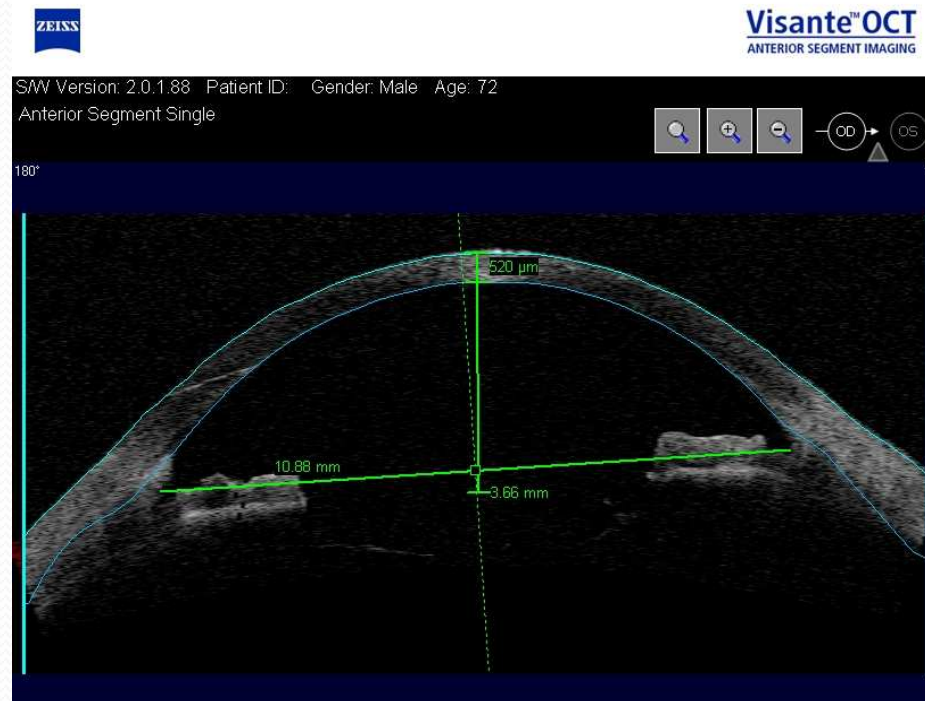 ZEISS
Visante™ OCT
ANTERIOR SEGMENT IMAGING
S/W Version: 2.0.1.88 Patient ID: Gender: Male Age: 72
Anterior Segment Single
OD
OS
180°
520 µm
10.88 mm
3.66 mm